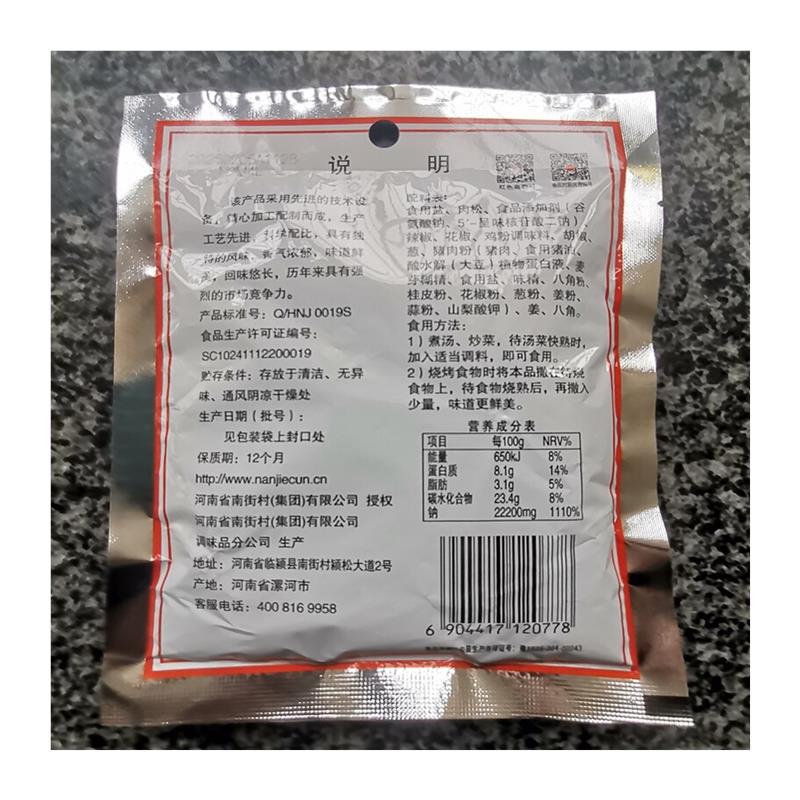 说 明
该产品采用先进的技术设
备，精心加工配制而成，生产
工艺先进，科学配比，具有独
特的风味，香气浓郁，味道鲜
美，回味悠长，历年来具有强
烈的市场竞争力。
产品标准号：Q/HNJ 0019S
食品生产许可证编号：
SC10241112200019
贮存条件：存放于清洁、无异
味、通风阴凉干燥处
生产日期（批号）：
见包装袋上封口处
保质期：12个月
http://www.nanjiecun.cn
河南省南街村(集团)有限公司 授权
河南省南街村(集团)有限公司
调味品分公司 生产
地址：河南省临颍县南街村颍松大道2号
产地：河南省漯河市
客服电话：400 816 9958
配料表：
食用盐、肉松、食品添加剂（谷
氨酸钠、5'-呈味核苷酸二钠）
辣椒、花椒、鸡粉调味料、胡椒、
葱、猪肉粉（猪肉、食用猪油、
酸水解（大豆）植物蛋白液、麦
芽糊精、食用盐、味精、八角粉、
桂皮粉、花椒粉、葱粉、姜粉、
蒜粉、山梨酸钾）、姜、八角。
食用方法：
1）煮汤、炒菜，待汤菜快熟时，
加入适当调料，即可食用。
2）烧烤食物时将本品撒在待烧
食物上，待食物烧熟后，再撒入
少量，味道更鲜美。
营养成分表
项目 每100g NRV%
能量 650kJ 8%
蛋白质 8.1g 14%
脂肪 3.1g 5%
碳水化合物 23.4g 8%
钠 22200mg 1110%
6 904417 120778